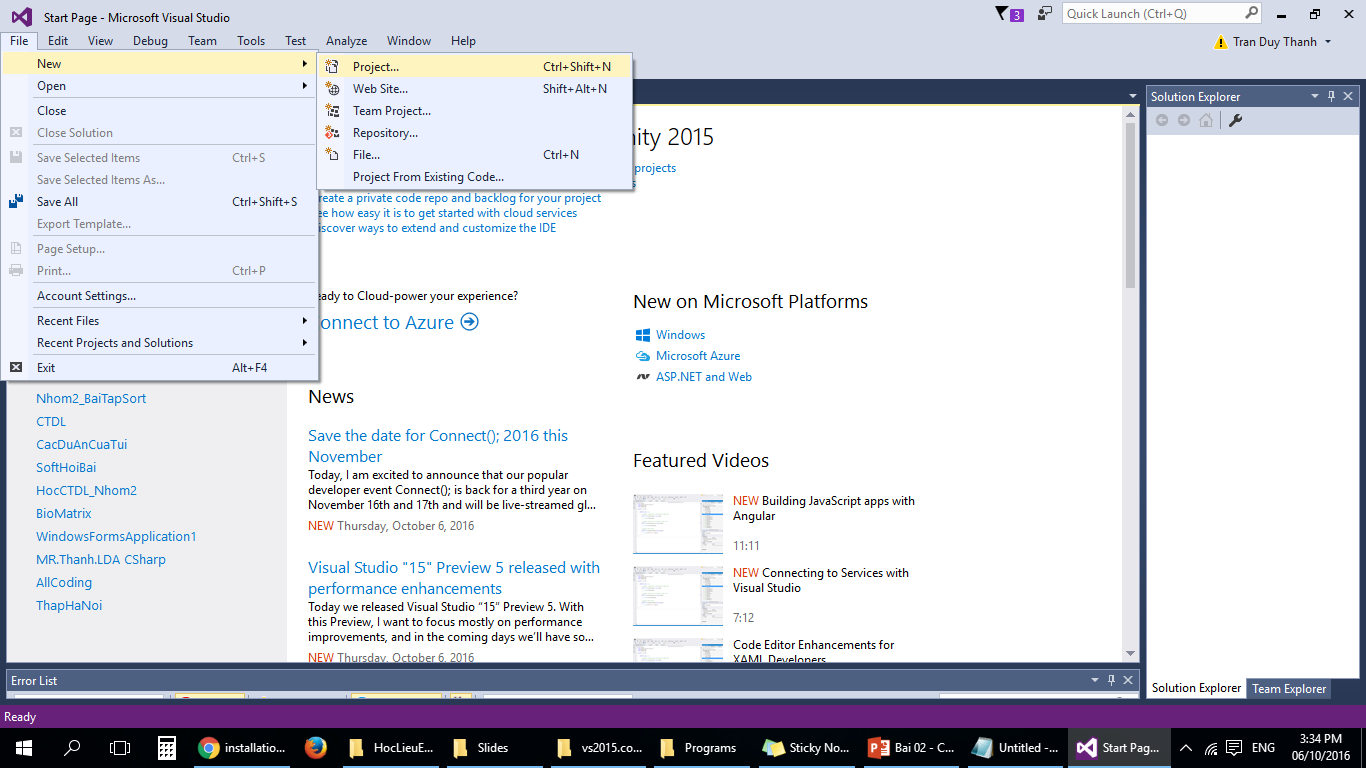 Start Page - Microsoft Visual Studio
3
Quick Launch (Ctrl+Q)
File Edit View Debug Team Tools Test Analyze Window Help
Tran Duy Thanh
New
Open
Close
Close Solution
Save Selected Items Ctrl+S
Save Selected Items As...
Save All Ctrl+Shift+S
Export Template...
Page Setup...
Print... Ctrl+P
Account Settings...
Recent Files
Recent Projects and Solutions
Exit Alt+F4
Project... Ctrl+Shift+N
Web Site... Shift+Alt+N
Team Project...
Repository...
File... Ctrl+N
Project From Existing Code...
Nhom2_BaiTapSort
CTDL
CacDuAnCuaTui
SoftHoiBai
HocCTDL_Nhom2
BioMatrix
WindowsFormsApplication1
MR.Thanh.LDA CSharp
AllCoding
ThapHaNoi
nity 2015
projects
reate a private code repo and backlog for your project
ee how easy it is to get started with cloud services
iscover ways to extend and customize the IDE
eady to Cloud-power your experience?
onnect to Azure
News
Save the date for Connect(); 2016 this
November
Today, I am excited to announce that our popular
developer event Connect(); is back for a third year on
November 16th and 17th and will be live-streamed gl...
NEW Thursday, October 6, 2016
Visual Studio "15" Preview 5 released with
performance enhancements
Today we released Visual Studio “15” Preview 5. With
this Preview, I want to focus mostly on performance
improvements, and in the coming days we’ll have so...
NEW Thursday, October 6, 2016
New on Microsoft Platforms
Windows
Microsoft Azure
ASP.NET and Web
Featured Videos
NEW Building JavaScript apps with
Angular
11:11
NEW Connecting to Services with
Visual Studio
7:12
Code Editor Enhancements for
XAML Developers
Solution Explorer
Solution Explorer Team Explorer
Error List
Ready
installatio... HocLieuE... Slides vs2015.co... Programs Sticky No... Bai 02 - C... Untitled -... Start Pag...
ENG
3:34 PM
06/10/2016